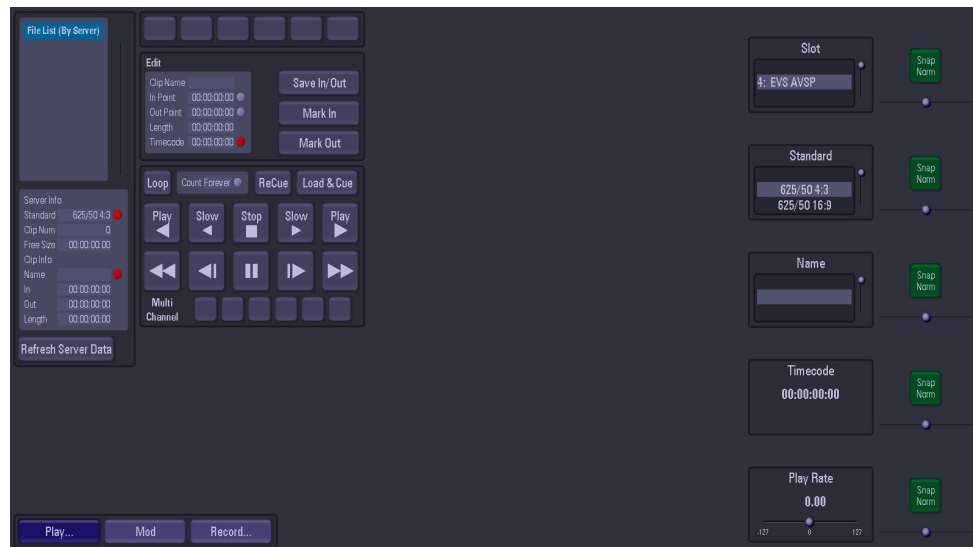 File List (By Server)
Server Info
Standard 625/50 4:3
Clip Num 0
Free Size 00:00:00:00
Clip Info
Name
In 00:00:00:00
Out 00:00:00:00
Length 00:00:00:00
Refresh Server Data
Edit
Clip Name
In Point 00:00:00:00
Out Point 00:00:00:00
Length 00:00:00:00
Timecode 00:00:00:00
Save In/Out
Mark In
Mark Out
Loop Count Forever ReCue Load & Cue
Play Slow Stop Slow Play
Multi
Channel
Slot
4: EVS AVSP
Snap
Norm
Standard
625/50 4:3
625/50 16:9
Snap
Norm
Name
Snap
Norm
Timecode
00:00:00:00
Snap
Norm
Play Rate
0.00
-127 0 127
Snap
Norm
Play... Mod Record...